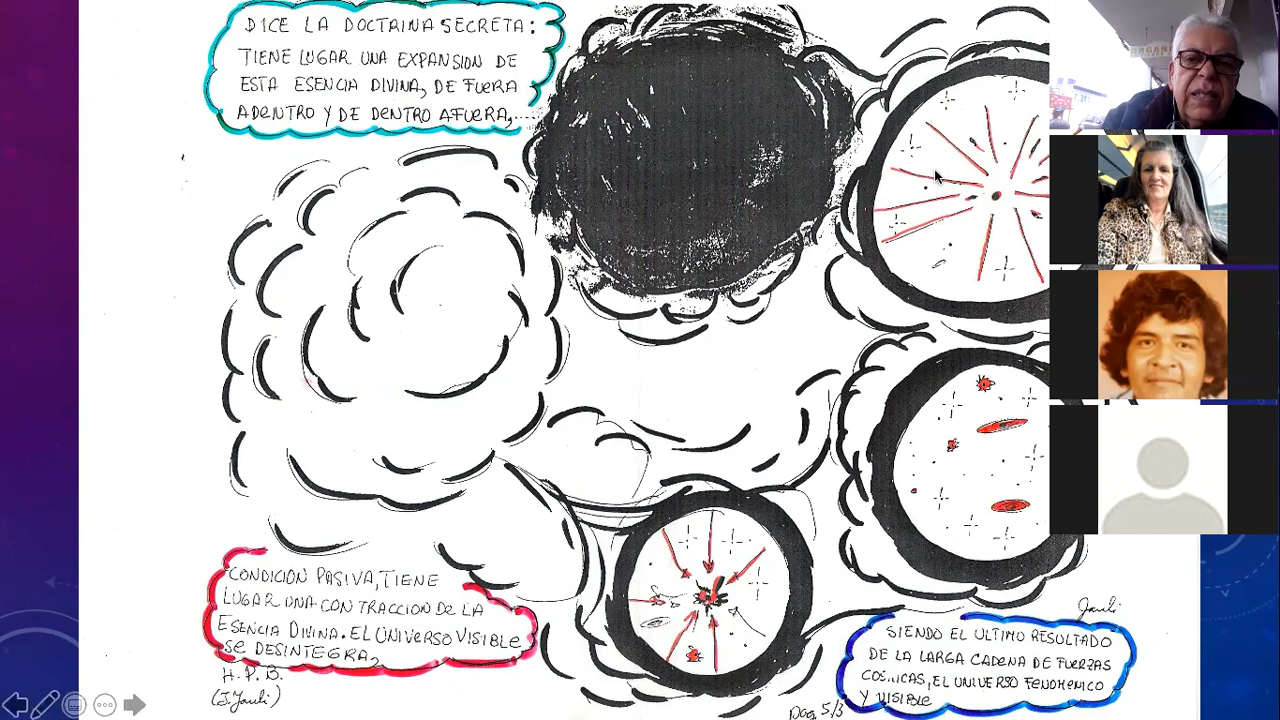 DICE LA DOCTRINA SECRETA:
TIENE LUGAR UNA EXPANSION DE
ESTA ESENCIA DIVINA, DE FUERA
ADENTRO Y DE DENTRO AFUERA,....
CONDICION PASIVA, TIENE
LUGAR UNA CONTRACCION DE LA
ESENCIA DIVINA. EL UNIVERSO VISIBLE
SE DESINTEGRA,
H. P. B.
SIENDO EL ULTIMO RESULTADO
DE LA LARGA CADENA DE FUERZAS
COSMICAS, EL UNIVERSO FENOMENICO
Y VISIBLE
5/3